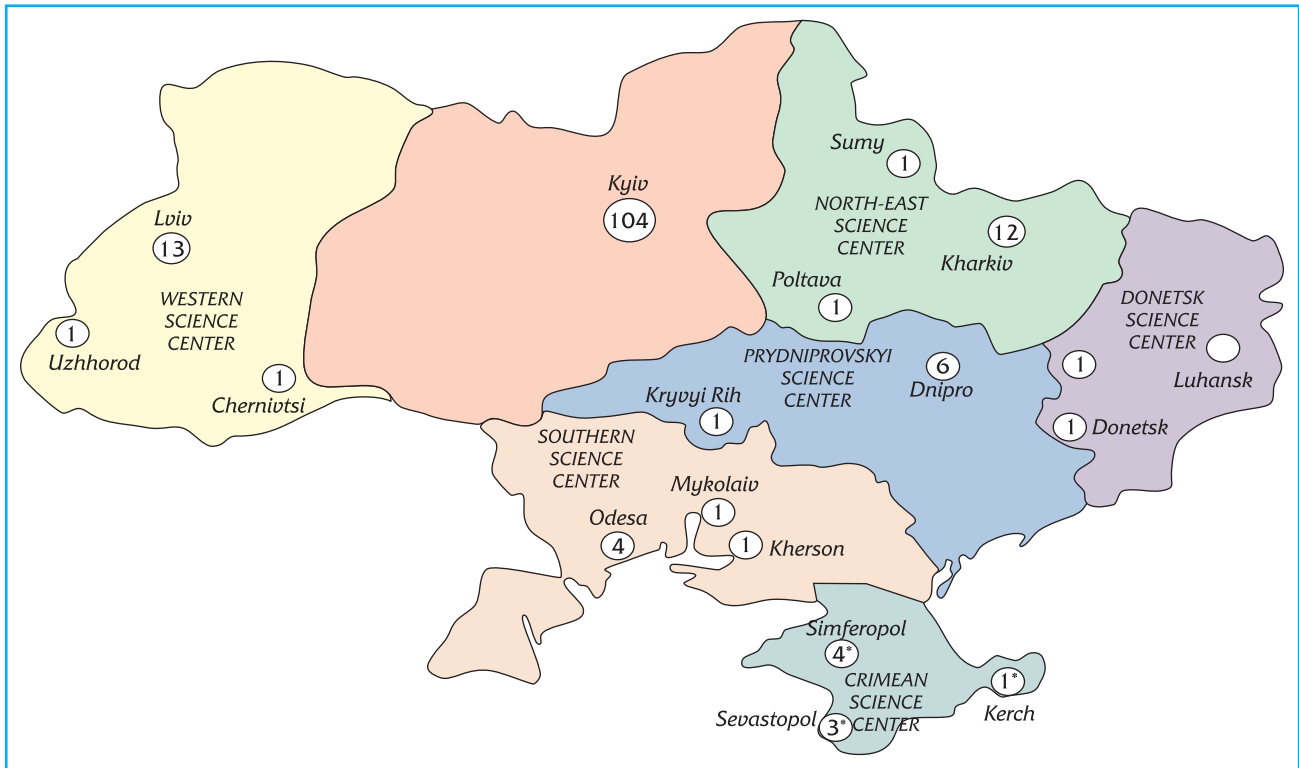 Sumy
1
Kyiv
104
NORTH-EAST
SCIENCE
CENTER
12
Kharkiv
Lviv
13
Poltava
1
WESTERN
SCIENCE
CENTER
1
Uzhhorod
1
Chernivtsi
DONETSK
SCIENCE
CENTER
Luhansk
1
1
Donetsk
PRYDNIPROVSKYI
SCIENCE
CENTER
6
Dnipro
Kryvyi Rih
1
SOUTHERN
SCIENCE
CENTER
Mykolaiv
1
Odesa
4
1
Kherson
Simferopol
4*
CRIMEAN
SCIENCE
CENTER
1*
Kerch
Sevastopol
3*